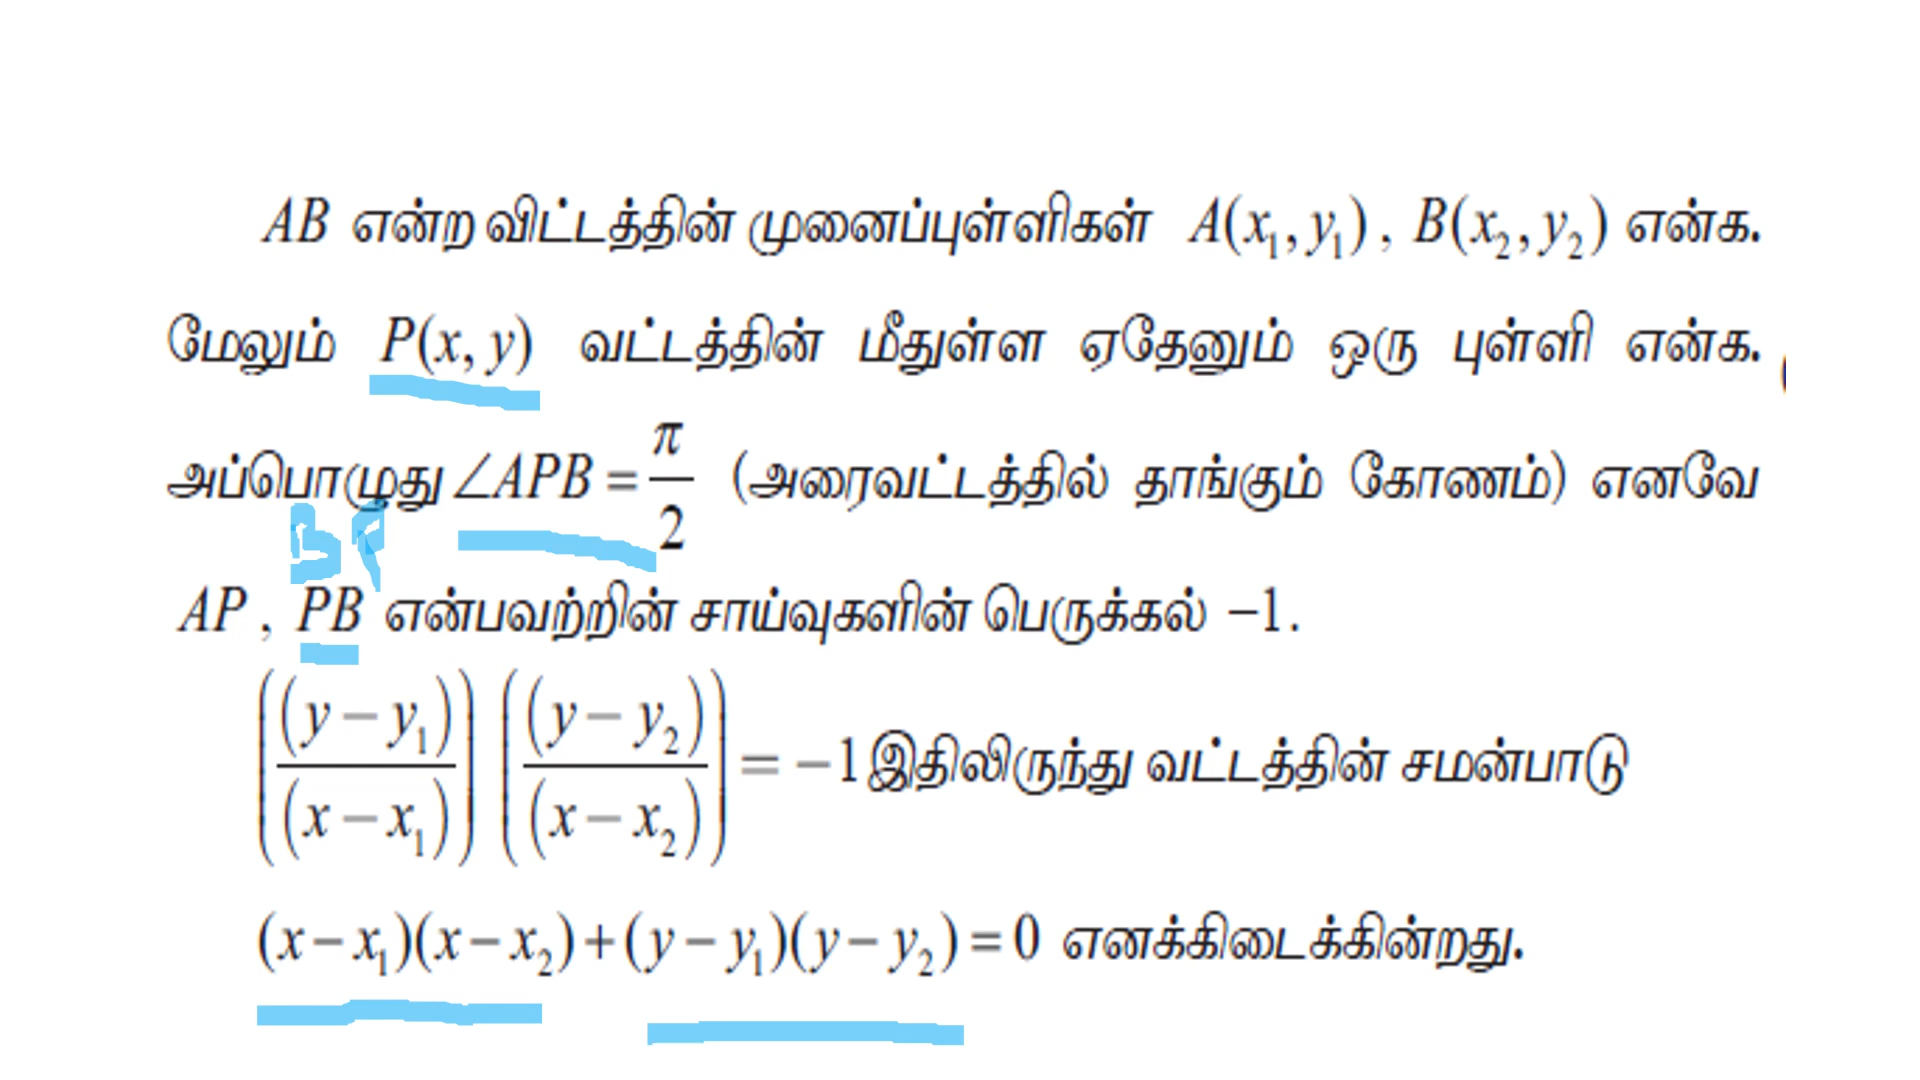 AB என்ற விட்டத்தின் முனைப்புள்ளிகள் A(x₁, y₁), B(x₂, y₂) என்க.
மேலும் P(x, y) வட்டத்தின் மீதுள்ள ஏதேனும் ஒரு புள்ளி என்க.
அப்பொழுது ∠APB = π/2 (அரைவட்டத்தில் தாங்கும் கோணம்) எனவே
AP, PB என்பவற்றின் சாய்வுகளின் பெருக்கல் −1.
((y − y₁)/(x − x₁)) ((y − y₂)/(x − x₂)) = −1 இதிலிருந்து வட்டத்தின் சமன்பாடு
(x − x₁)(x − x₂) + (y − y₁)(y − y₂) = 0 எனக்கிடைக்கின்றது.